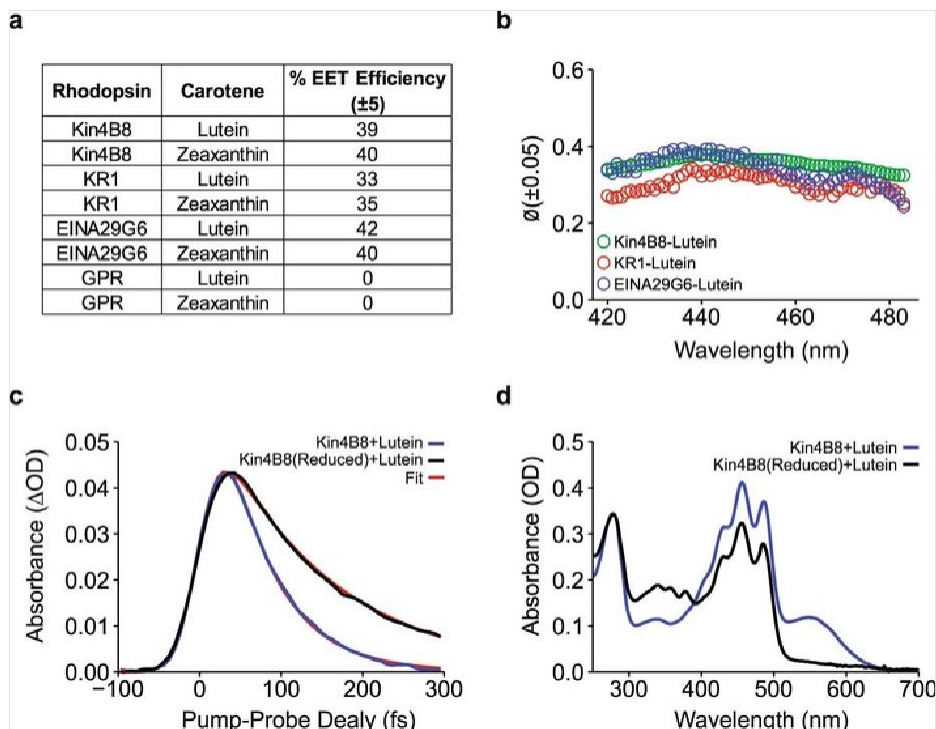 a
Rhodopsin Carotene % EET Efficiency (±5)
Kin4B8 Lutein 39
Kin4B8 Zeaxanthin 40
KR1 Lutein 33
KR1 Zeaxanthin 35
EINA29G6 Lutein 42
EINA29G6 Zeaxanthin 40
GPR Lutein 0
GPR Zeaxanthin 0
b
ø(±0.05)
0.6
0.4
0.2
0.0
Kin4B8-Lutein
KR1-Lutein
EINA29G6-Lutein
420 440 460 480
Wavelength (nm)
c
Absorbance (ΔOD)
0.05
0.04
0.03
0.02
0.01
0.00
Kin4B8+Lutein
Kin4B8(Reduced)+Lutein
Fit
−100 0 100 200 300
Pump-Probe Dealy (fs)
d
Absorbance (OD)
0.5
0.4
0.3
0.2
0.1
0.0
Kin4B8+Lutein
Kin4B8(Reduced)+Lutein
300 400 500 600 700
Wavelength (nm)